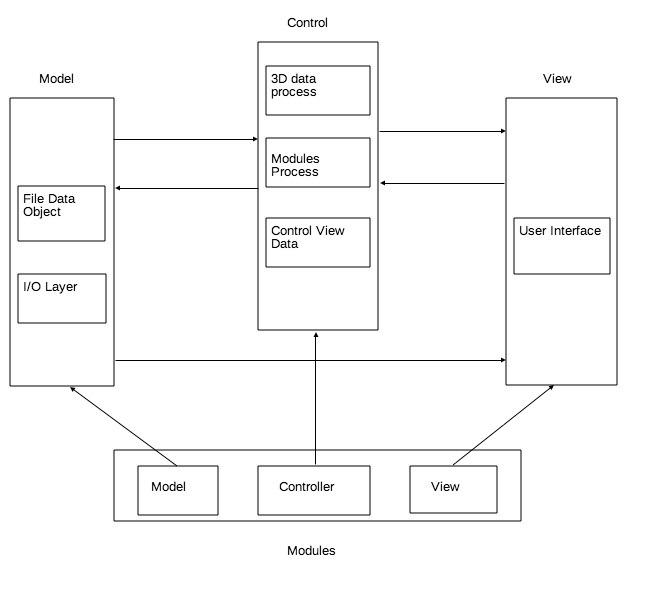 Control
Model
View
3D data
process
Modules
Process
File Data
Object
Control View
Data
User Interface
I/O Layer
Model
Controller
View
Modules